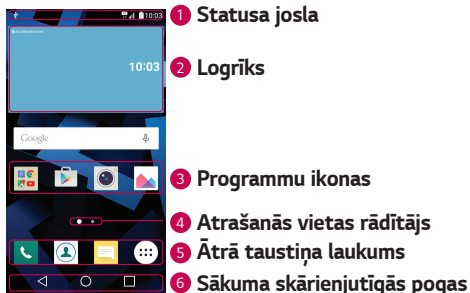 10:03
1 Statusa josla
10:03
2 Logrīks
Google
3 Programmu ikonas
4 Atrašanās vietas rādītājs
5 Ātrā taustiņa laukums
6 Sākuma skārienjutīgās pogas